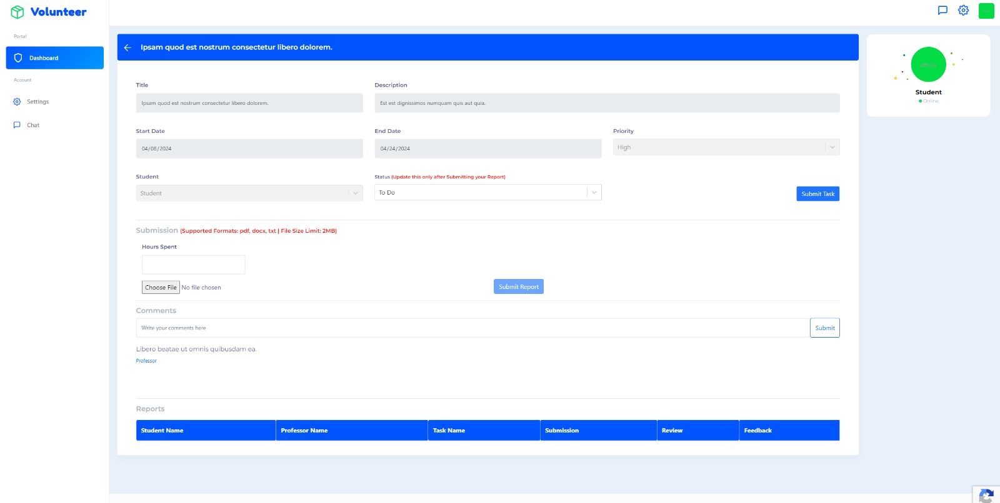 Volunteer
Portal
Dashboard
Account
Settings
Chat
Ipsam quod est nostrum consectetur libero dolorem.
Title
Description
Ipsam quod est nostrum consectetur libero dolorem.
Est est dignissimos numquam quis aut quia.
Start Date
End Date
Priority
04/08/2024
04/24/2024
High
Student
Status (Update this only after Submitting your Report)
Student
To Do
Submit Task
Submission (Supported Formats: pdf, docx, txt | File Size Limit: 2MB)
Hours Spent
Choose File No file chosen
Submit Report
Comments
Write your comments here
Submit
Libero beatae ut omnis quibusdam ea.
Professor
Reports
Student Name
Professor Name
Task Name
Submission
Review
Feedback
Student
Online